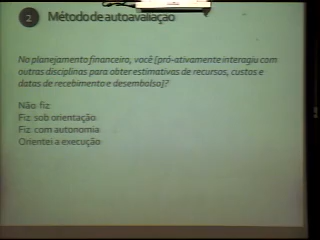 2 Método de autoavaliação
No planejamento financeiro, você [pró-ativamente interagiu com
outras disciplinas para obter estimativas de recursos, custos e
datas de recebimento e desembolso]?
Não fiz
Fiz sob orientação
Fiz com autonomia
Orientei a execução